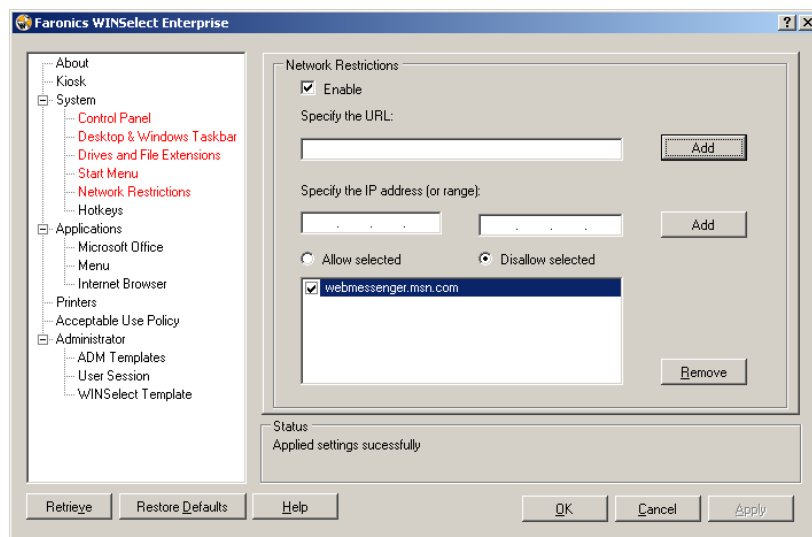 Faronics WINSelect Enterprise
About
Kiosk
System
Control Panel
Desktop & Windows Taskbar
Drives and File Extensions
Start Menu
Network Restrictions
Hotkeys
Applications
Microsoft Office
Menu
Internet Browser
Printers
Acceptable Use Policy
Administrator
ADM Templates
User Session
WINSelect Template
Network Restrictions
Enable
Specify the URL:
Add
Specify the IP address (or range):
Add
Allow selected
Disallow selected
webmessenger.msn.com
Remove
Status
Applied settings sucessfully
Retrieve
Restore Defaults
Help
OK
Cancel
Apply